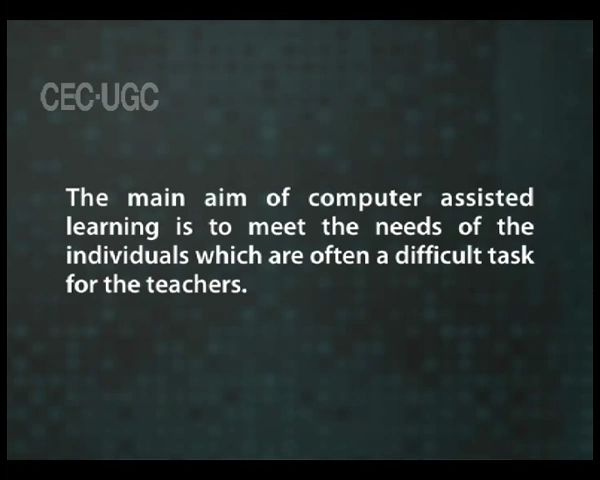 CEC-UGC
The main aim of computer assisted
learning is to meet the needs of the
individuals which are often a difficult task
for the teachers.